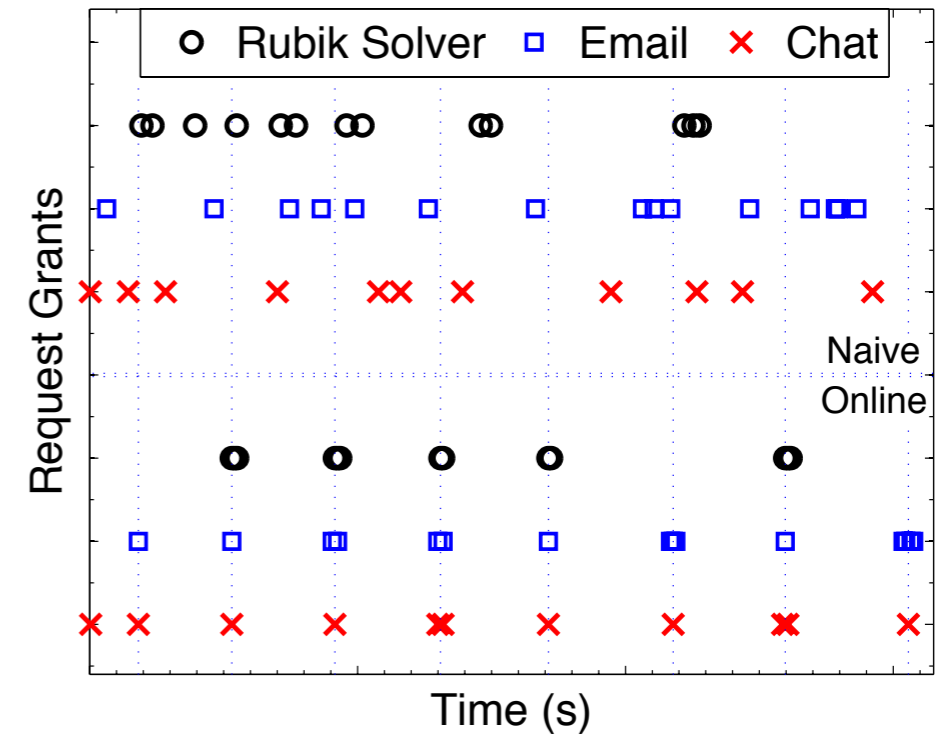 Rubik Solver Email Chat
Request Grants
Naive
Online
Time (s)